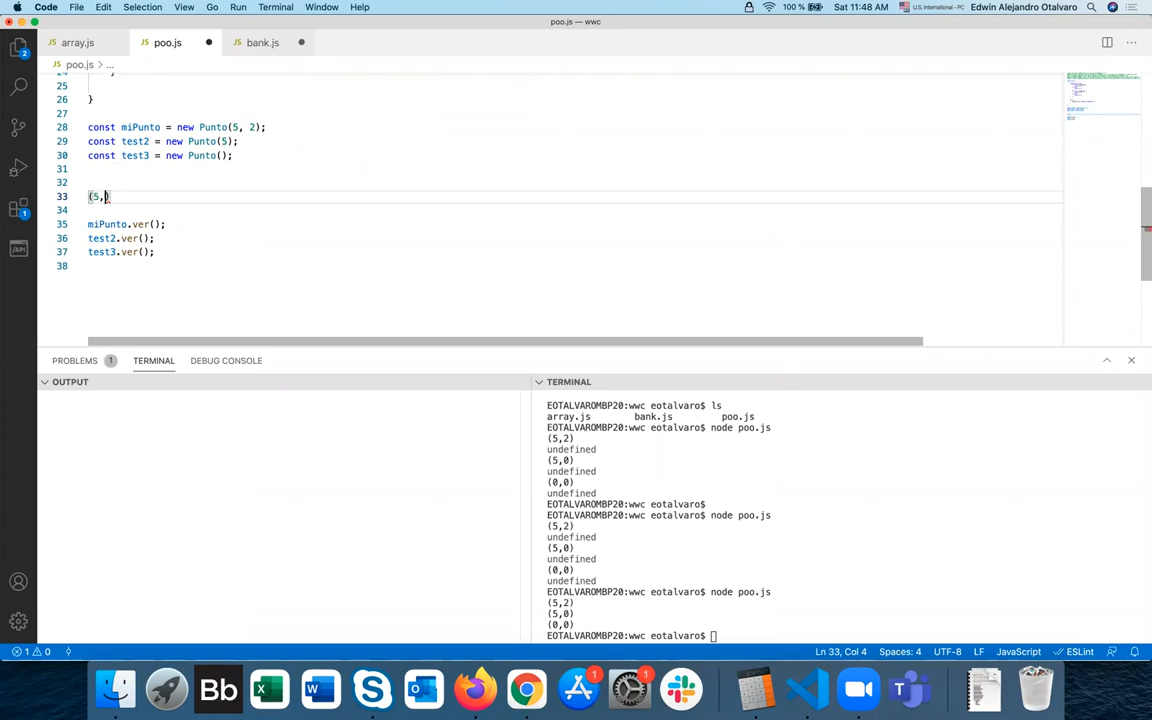 Code File Edit Selection View Go Run Terminal Window Help 100 % Sat 11:48 AM U.S. International - PC Edwin Alejandro Otalvaro
poo.js — wwc
JS array.js JS poo.js JS bank.js
JS poo.js > ...
24 }
25
26 }
27
28 const miPunto = new Punto(5, 2);
29 const test2 = new Punto(5);
30 const test3 = new Punto();
31
32
33 (5,)
34
35 miPunto.ver();
36 test2.ver();
37 test3.ver();
38
PROBLEMS 1 TERMINAL DEBUG CONSOLE
OUTPUT
TERMINAL
EOTALVAROMBP20:wwc eotalvaro$ ls
array.js bank.js poo.js
EOTALVAROMBP20:wwc eotalvaro$ node poo.js
(5,2)
undefined
(5,0)
undefined
(0,0)
undefined
EOTALVAROMBP20:wwc eotalvaro$
EOTALVAROMBP20:wwc eotalvaro$ node poo.js
(5,2)
undefined
(5,0)
undefined
(0,0)
undefined
EOTALVAROMBP20:wwc eotalvaro$ node poo.js
(5,2)
(5,0)
(0,0)
EOTALVAROMBP20:wwc eotalvaro$
1 0 Ln 33, Col 4 Spaces: 4 UTF-8 LF JavaScript ESLint